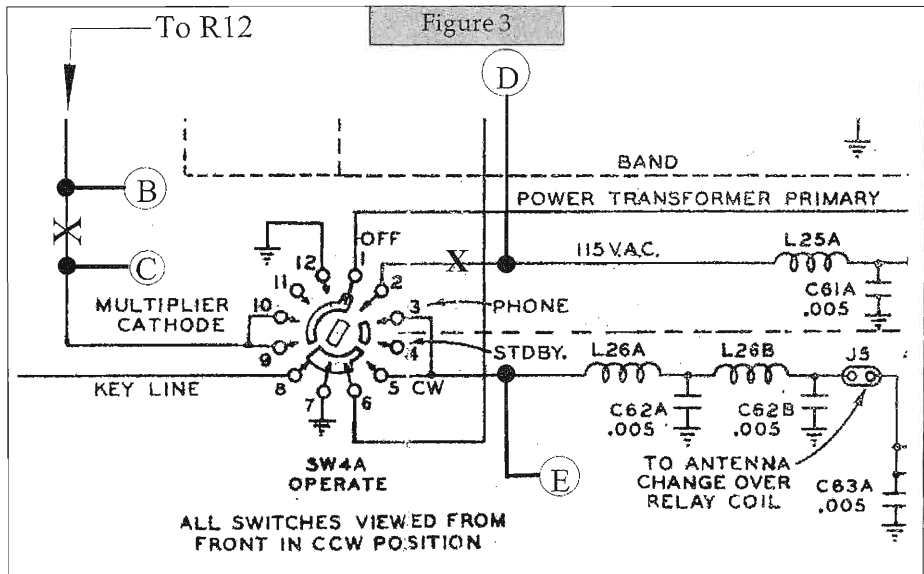 To R12
Figure 3
D
B
X
C
BAND
POWER TRANSFORMER PRIMARY
OFF
X
115 V.A.C.
L25A
C61A
.005
12
1
2
11
10
3
PHONE
MULTIPLIER
CATHODE
9
4
STDBY.
KEY LINE
8
7
6
5
CW
L26A
L26B
J5
C62A
.005
C62B
.005
E
TO ANTENNA
CHANGE OVER
RELAY COIL
C63A
.005
SW4A
OPERATE
ALL SWITCHES VIEWED FROM
FRONT IN CCW POSITION